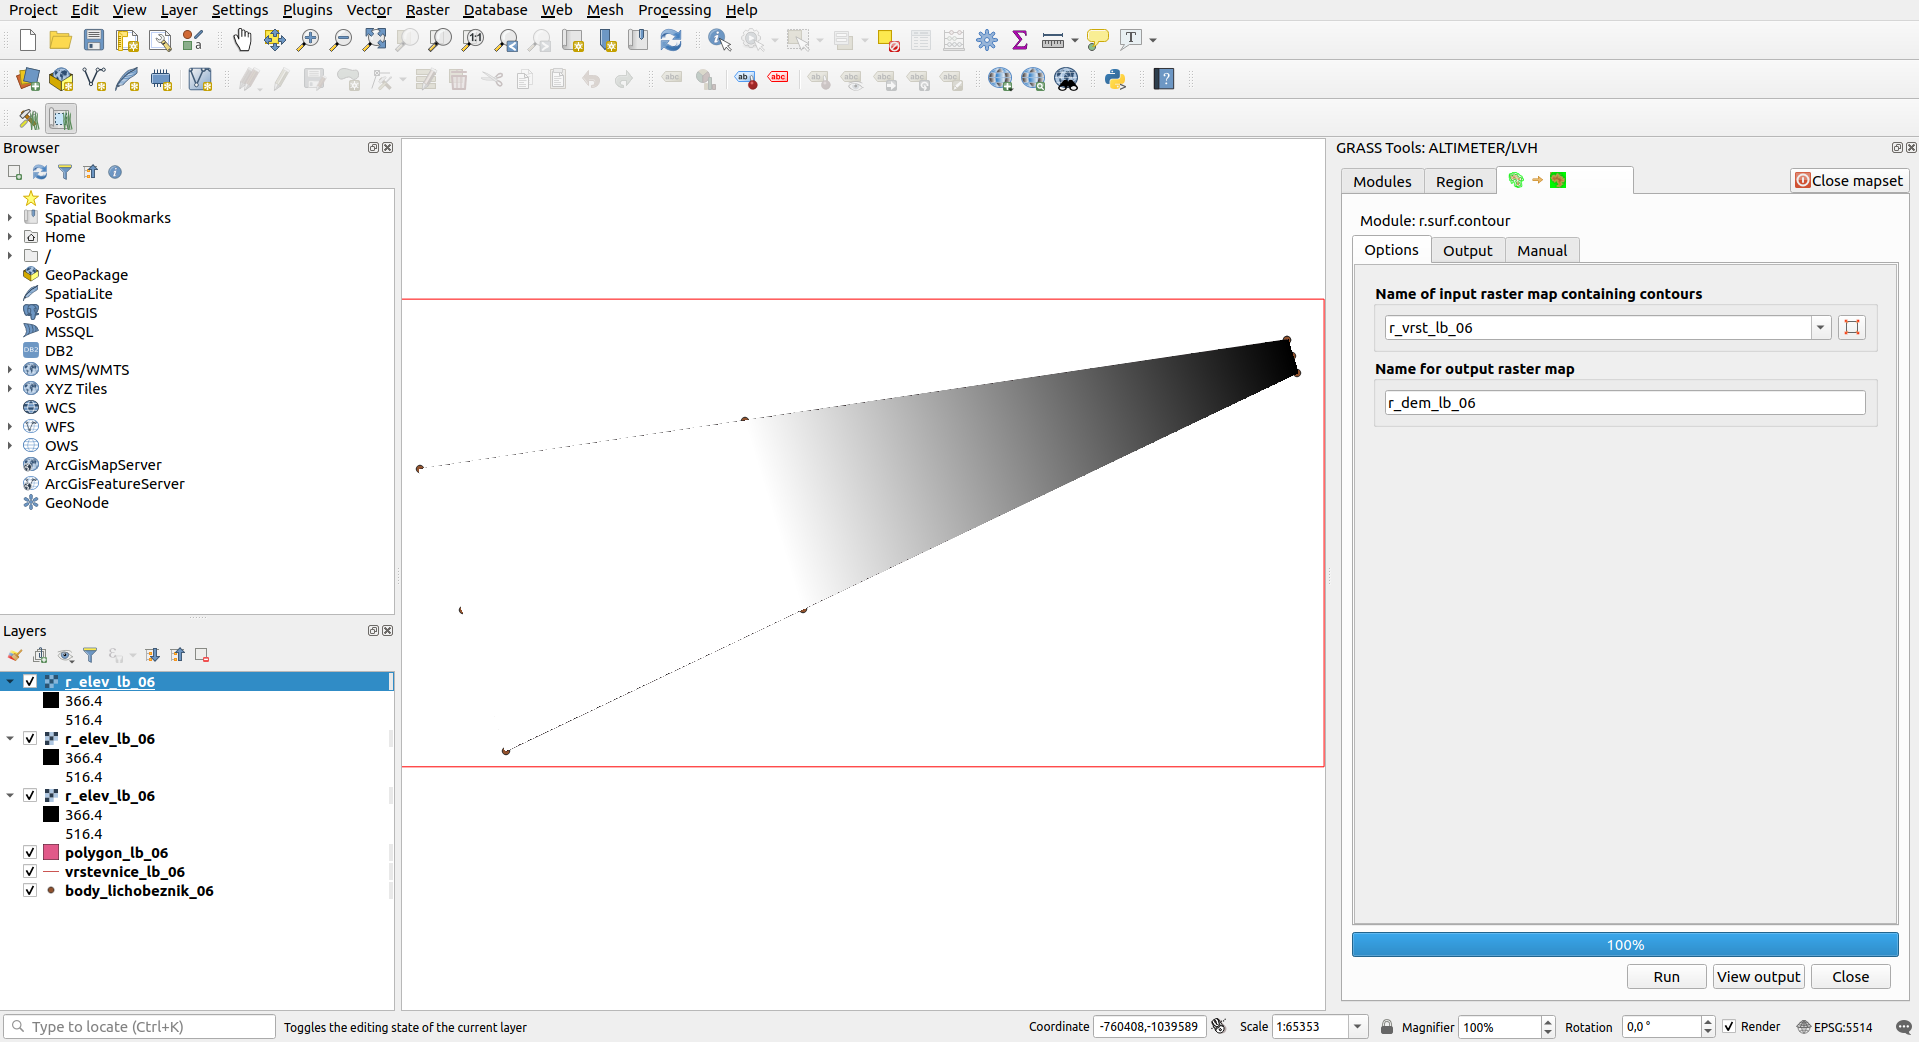 Project Edit View Layer Settings Plugins Vector Raster Database Web Mesh Processing Help
Browser
Favorites
Spatial Bookmarks
Home
/
GeoPackage
SpatiaLite
PostGIS
MSSQL
DB2
WMS/WMTS
XYZ Tiles
WCS
WFS
OWS
ArcGisMapServer
ArcGisFeatureServer
GeoNode
Layers
r_elev_lb_06
366.4
516.4
r_elev_lb_06
366.4
516.4
r_elev_lb_06
366.4
516.4
polygon_lb_06
vrstevnice_lb_06
body_lichobeznik_06
GRASS Tools: ALTIMETER/LVH
Modules Region Close mapset
Module: r.surf.contour
Options Output Manual
Name of input raster map containing contours
r_vrst_lb_06
Name for output raster map
r_dem_lb_06
100%
Run View output Close
Type to locate (Ctrl+K) Toggles the editing state of the current layer Coordinate -760408,-1039589 Scale 1:65353 Magnifier 100% Rotation 0,0 ° Render EPSG:5514